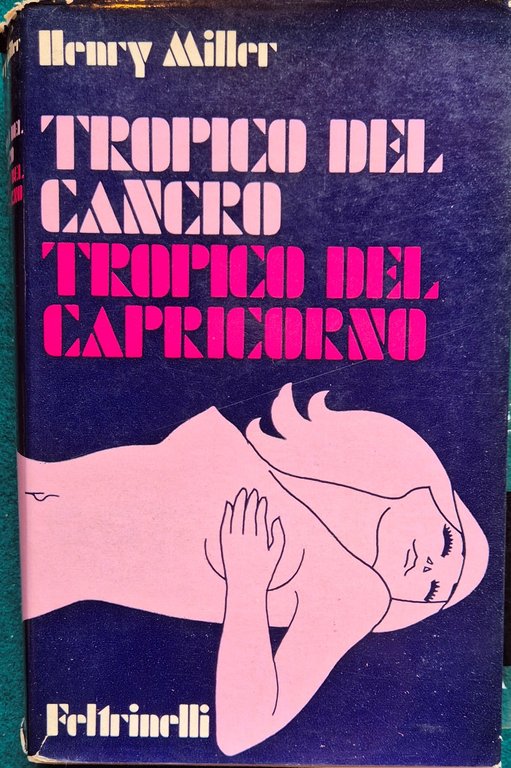 Henry Miller
TROPICO DEL
CANCRO
TROPICO DEL
CAPRICORNO
Feltrinelli